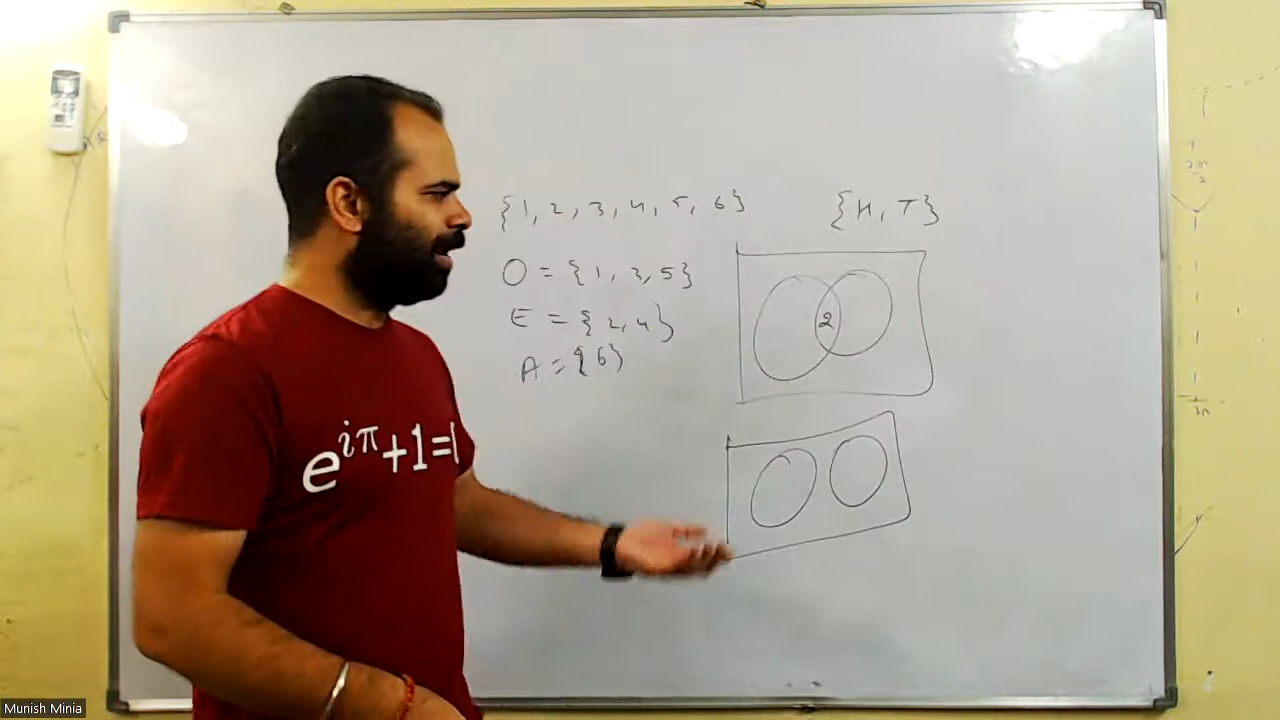 {1, 2, 3, 4, 5, 6}
{H, T}
O = {1, 3, 5}
E = {2, 4}
A = {6}
2
e^{iπ}+1=
Munish Minia